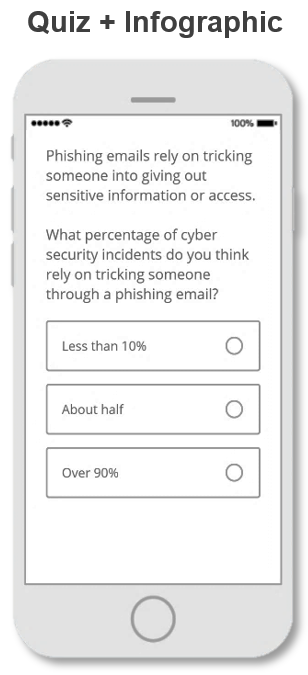 Quiz + Infographic
100%
Phishing emails rely on tricking
someone into giving out
sensitive information or access.
What percentage of cyber
security incidents do you think
rely on tricking someone
through a phishing email?
Less than 10%
About half
Over 90%